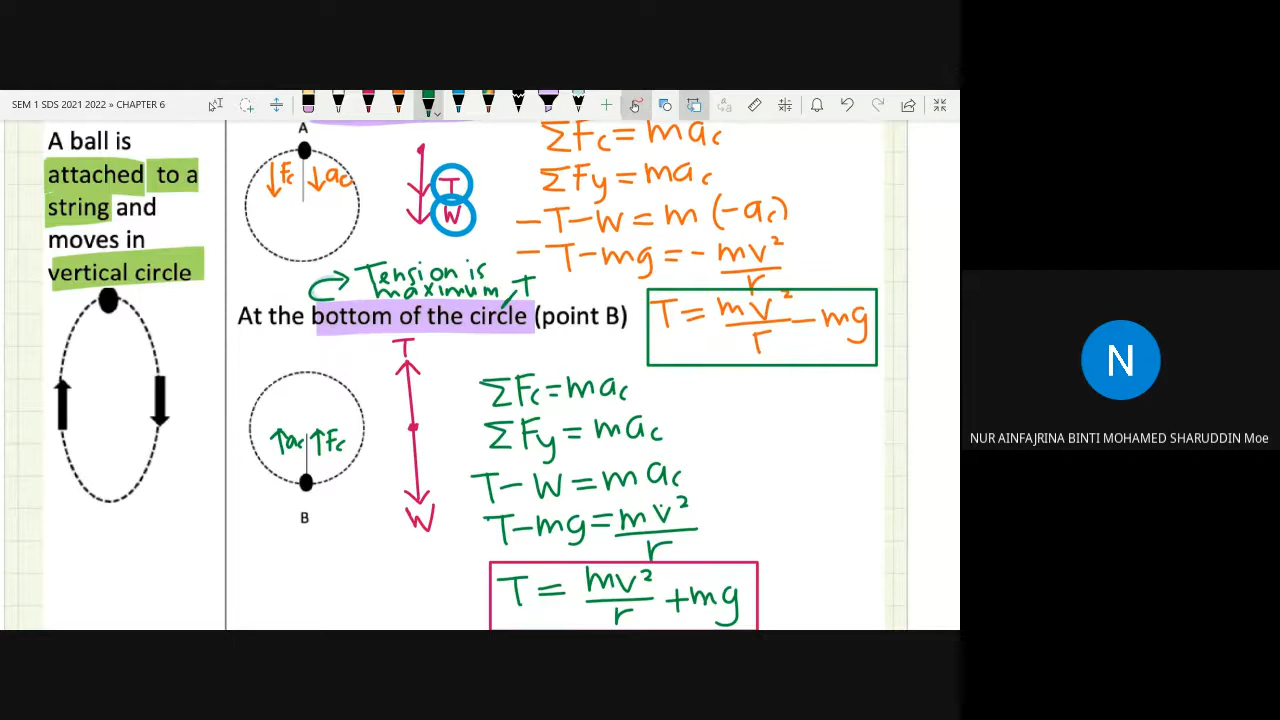 SEM 1 SDS 2021 2022 » CHAPTER 6
A ball is
attached to a
string and
moves in
vertical circle
A
Fc ac
T
W
ΣFc = mac
ΣFy = mac
-T-W = m(-ac)
-T-mg = - mv²/r
T = mv²/r - mg
Tension is
maximum, T
At the bottom of the circle (point B)
T
ac Fc
W
B
ΣFc = mac
ΣFy = mac
T-W = mac
T-mg = mv²/r
T = mv²/r + mg
N
NUR AINFAJRINA BINTI MOHAMED SHARUDDIN Moe